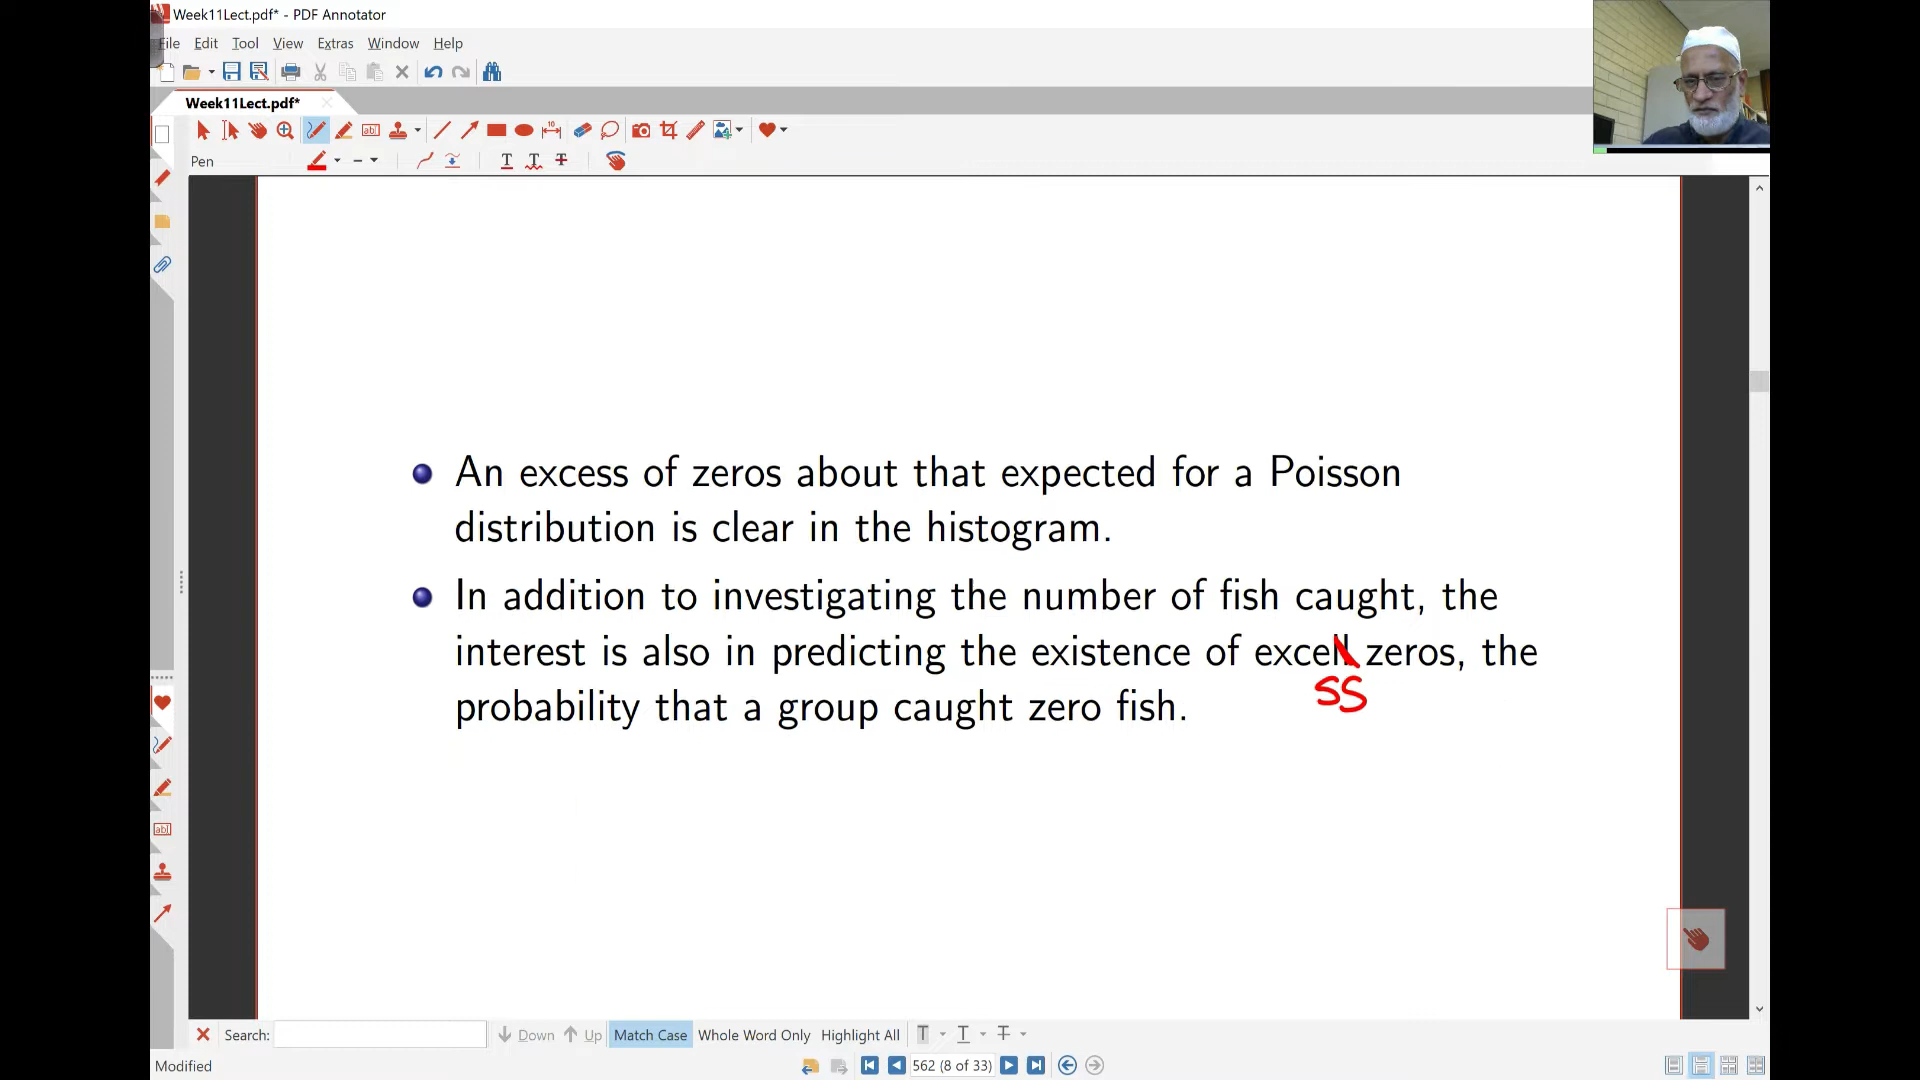 Week11Lect.pdf* - PDF Annotator
File Edit Tool View Extras Window Help
Week11Lect.pdf*
Pen
An excess of zeros about that expected for a Poisson
distribution is clear in the histogram.
In addition to investigating the number of fish caught, the
interest is also in predicting the existence of excell zeros, the
ss
probability that a group caught zero fish.
Search: Down Up Match Case Whole Word Only Highlight All
Modified 562 (8 of 33)